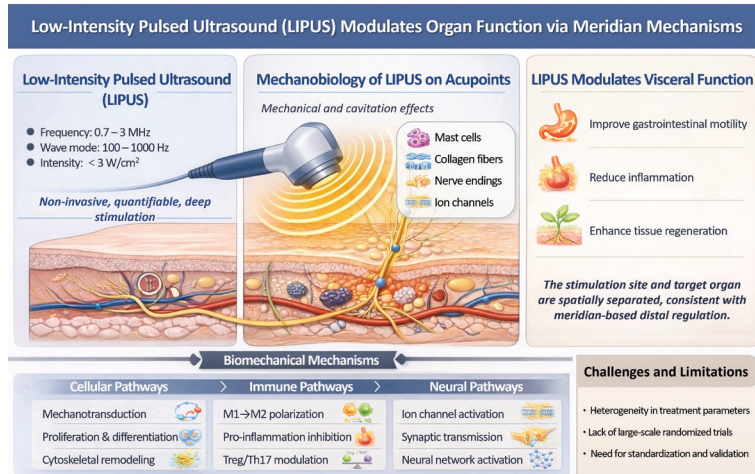 Low-Intensity Pulsed Ultrasound (LIPUS) Modulates Organ Function via Meridian Mechanisms
Low-Intensity Pulsed Ultrasound
(LIPUS)
Frequency: 0.7 – 3 MHz
Wave mode: 100 – 1000 Hz
Intensity: < 3 W/cm²
Non-invasive, quantifiable, deep
stimulation
Mechanobiology of LIPUS on Acupoints
Mechanical and cavitation effects
Mast cells
Collagen fibers
Nerve endings
Ion channels
LIPUS Modulates Visceral Function
Improve gastrointestinal motility
Reduce inflammation
Enhance tissue regeneration
The stimulation site and target organ
are spatially separated, consistent with
meridian-based distal regulation.
Biomechanical Mechanisms
Cellular Pathways > Immune Pathways > Neural Pathways
Mechanotransduction
Proliferation & differentiation
Cytoskeletal remodeling
M1→M2 polarization
Pro-inflammation inhibition
Treg/Th17 modulation
Ion channel activation
Synaptic transmission
Neural network activation
Challenges and Limitations
· Heterogeneity in treatment parameters
· Lack of large-scale randomized trials
· Need for standardization and validation